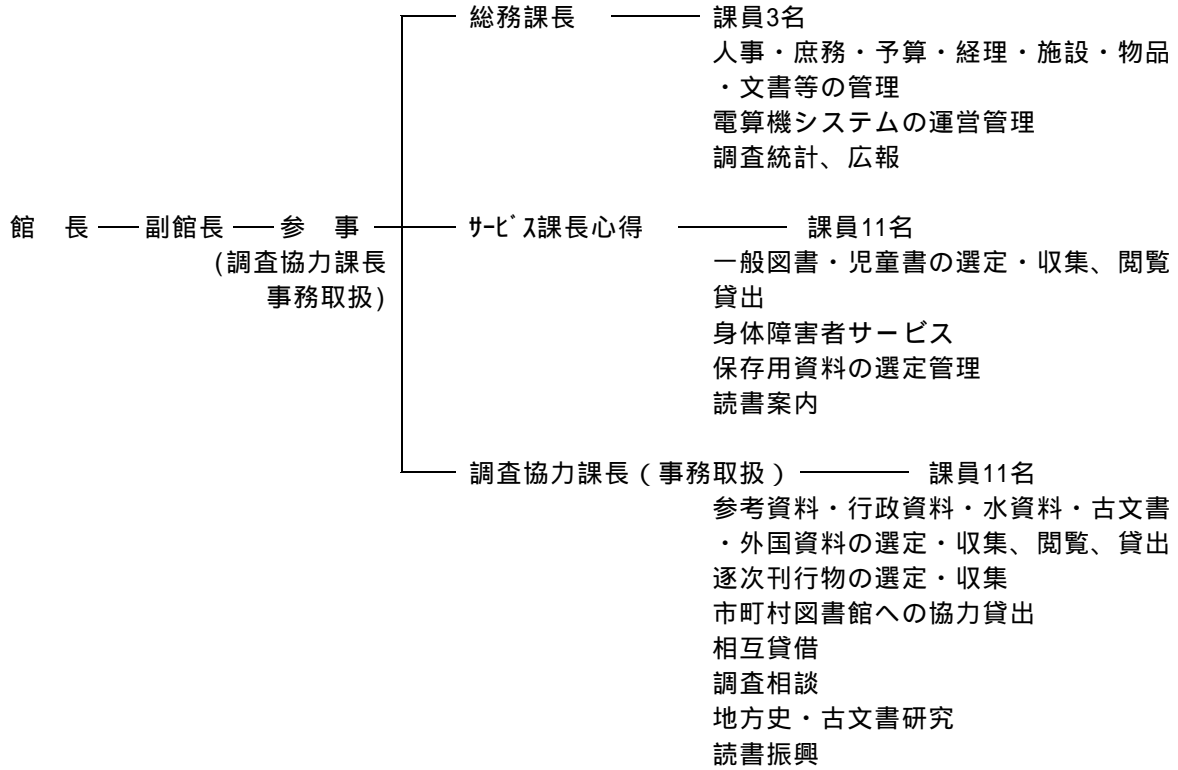 総務課長 課員3名
人事・庶務・予算・経理・施設・物品
・文書等の管理
電算機システムの運営管理
調査統計、広報
館 長 副館長 参 事 ｻｰﾋﾞｽ課長心得 課員11名
(調査協力課長
事務取扱)
一般図書・児童書の選定・収集、閲覧
貸出
身体障害者サービス
保存用資料の選定管理
読書案内
調査協力課長(事務取扱) 課員11名
参考資料・行政資料・水資料・古文書
・外国資料の選定・収集、閲覧、貸出
逐次刊行物の選定・収集
市町村図書館への協力貸出
相互貸借
調査相談
地方史・古文書研究
読書振興